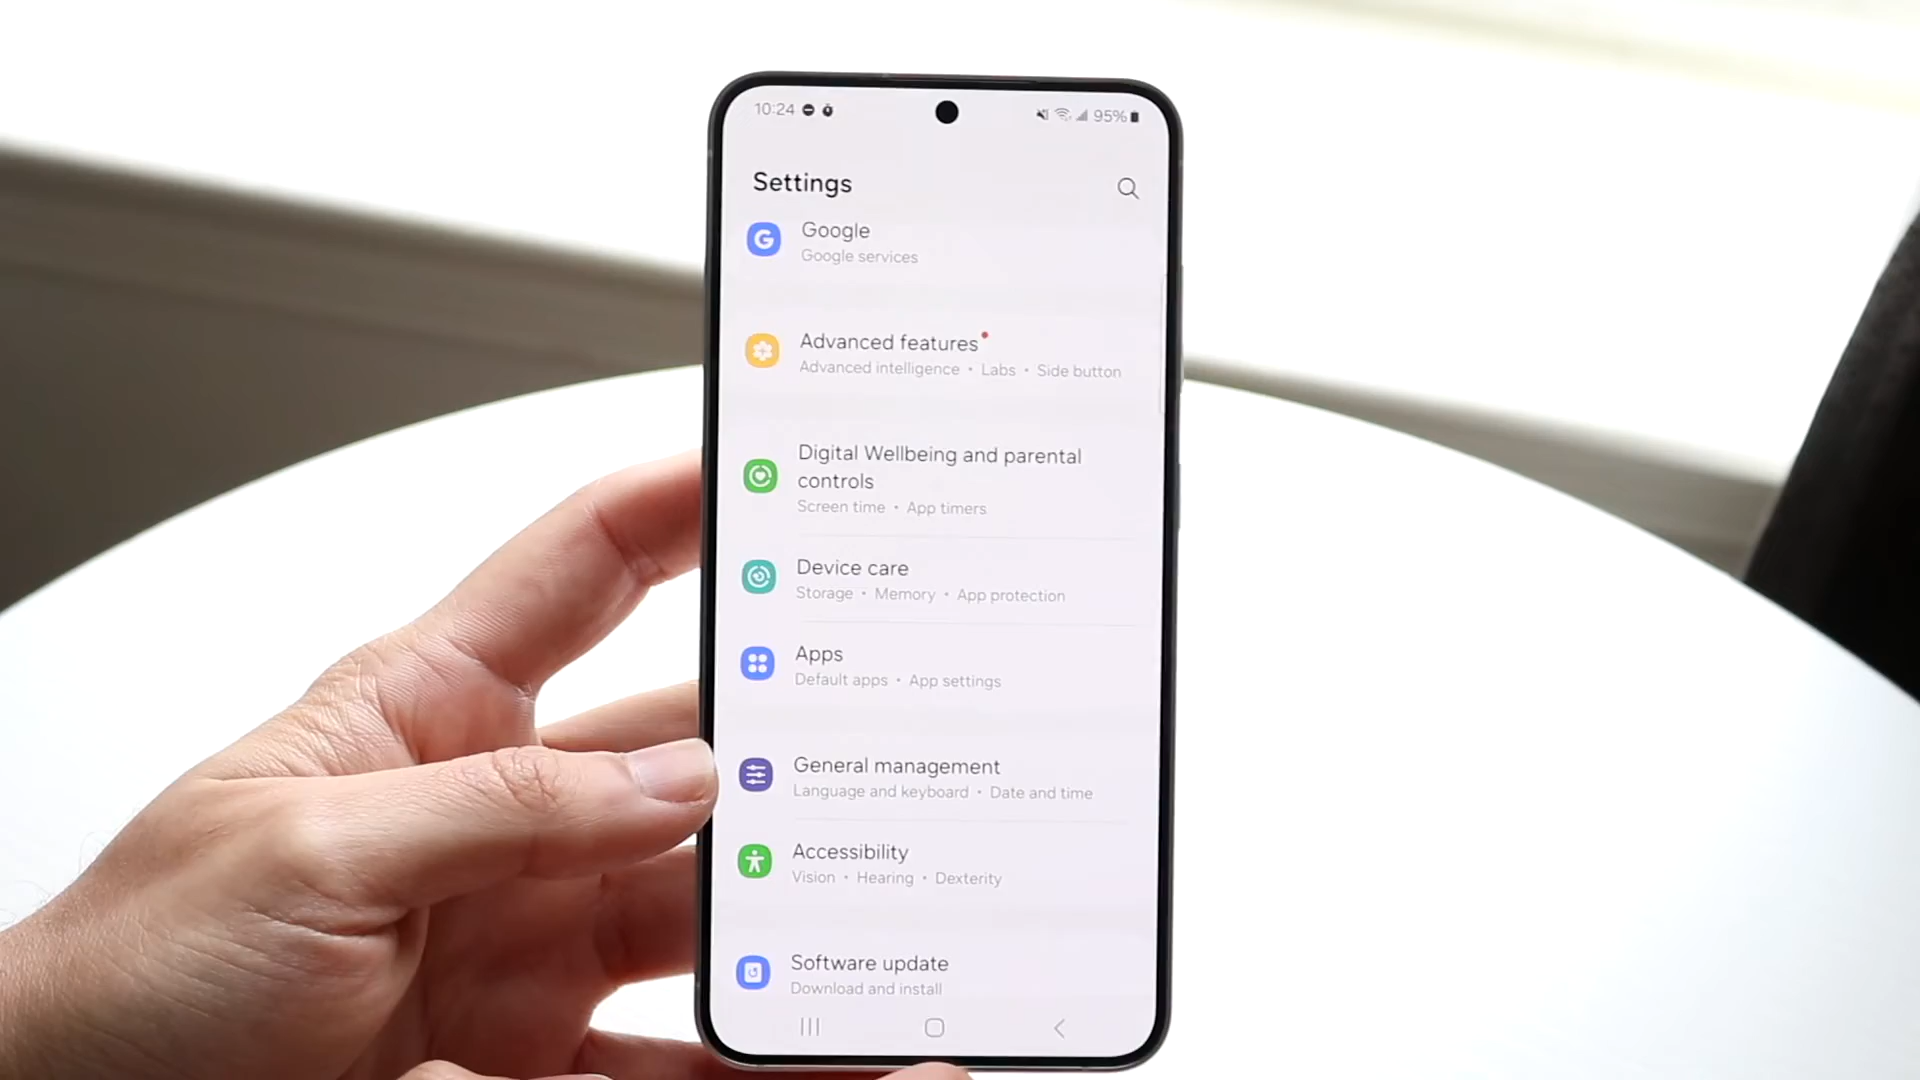 10:24
95%
Settings
Google
Google services
Advanced features
Advanced intelligence • Labs • Side button
Digital Wellbeing and parental
controls
Screen time • App timers
Device care
Storage • Memory • App protection
Apps
Default apps • App settings
General management
Language and keyboard • Date and time
Accessibility
Vision • Hearing • Dexterity
Software update
Download and install